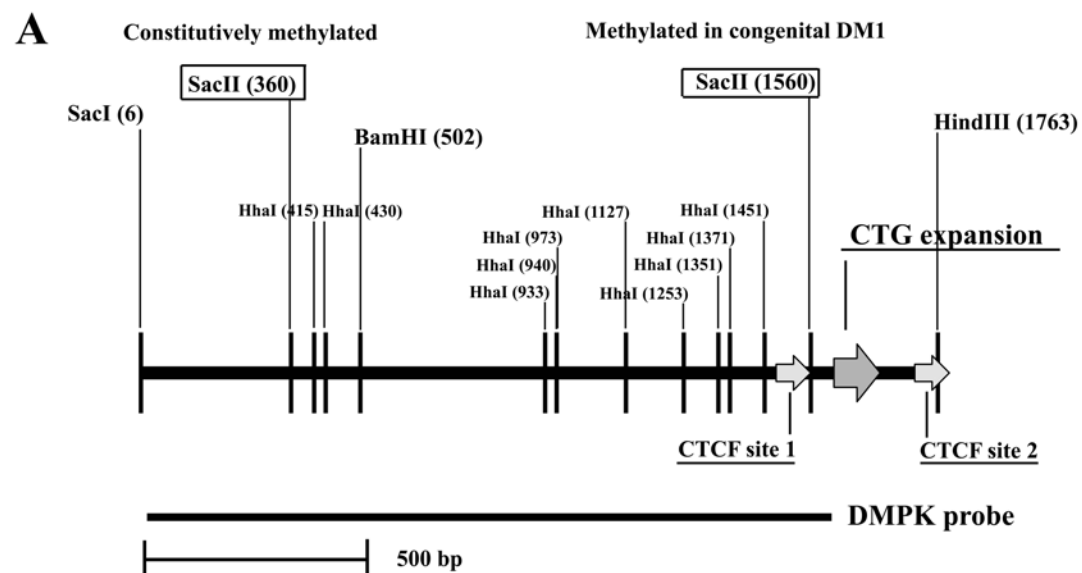 A
Constitutively methylated
Methylated in congenital DM1
SacII (360)
SacII (1560)
SacI (6)
HindIII (1763)
BamHI (502)
HhaI (415)
HhaI (430)
HhaI (1127)
HhaI (1451)
CTG expansion
HhaI (973)
HhaI (1371)
HhaI (940)
HhaI (1351)
HhaI (933)
HhaI (1253)
CTCF site 1
CTCF site 2
DMPK probe
500 bp